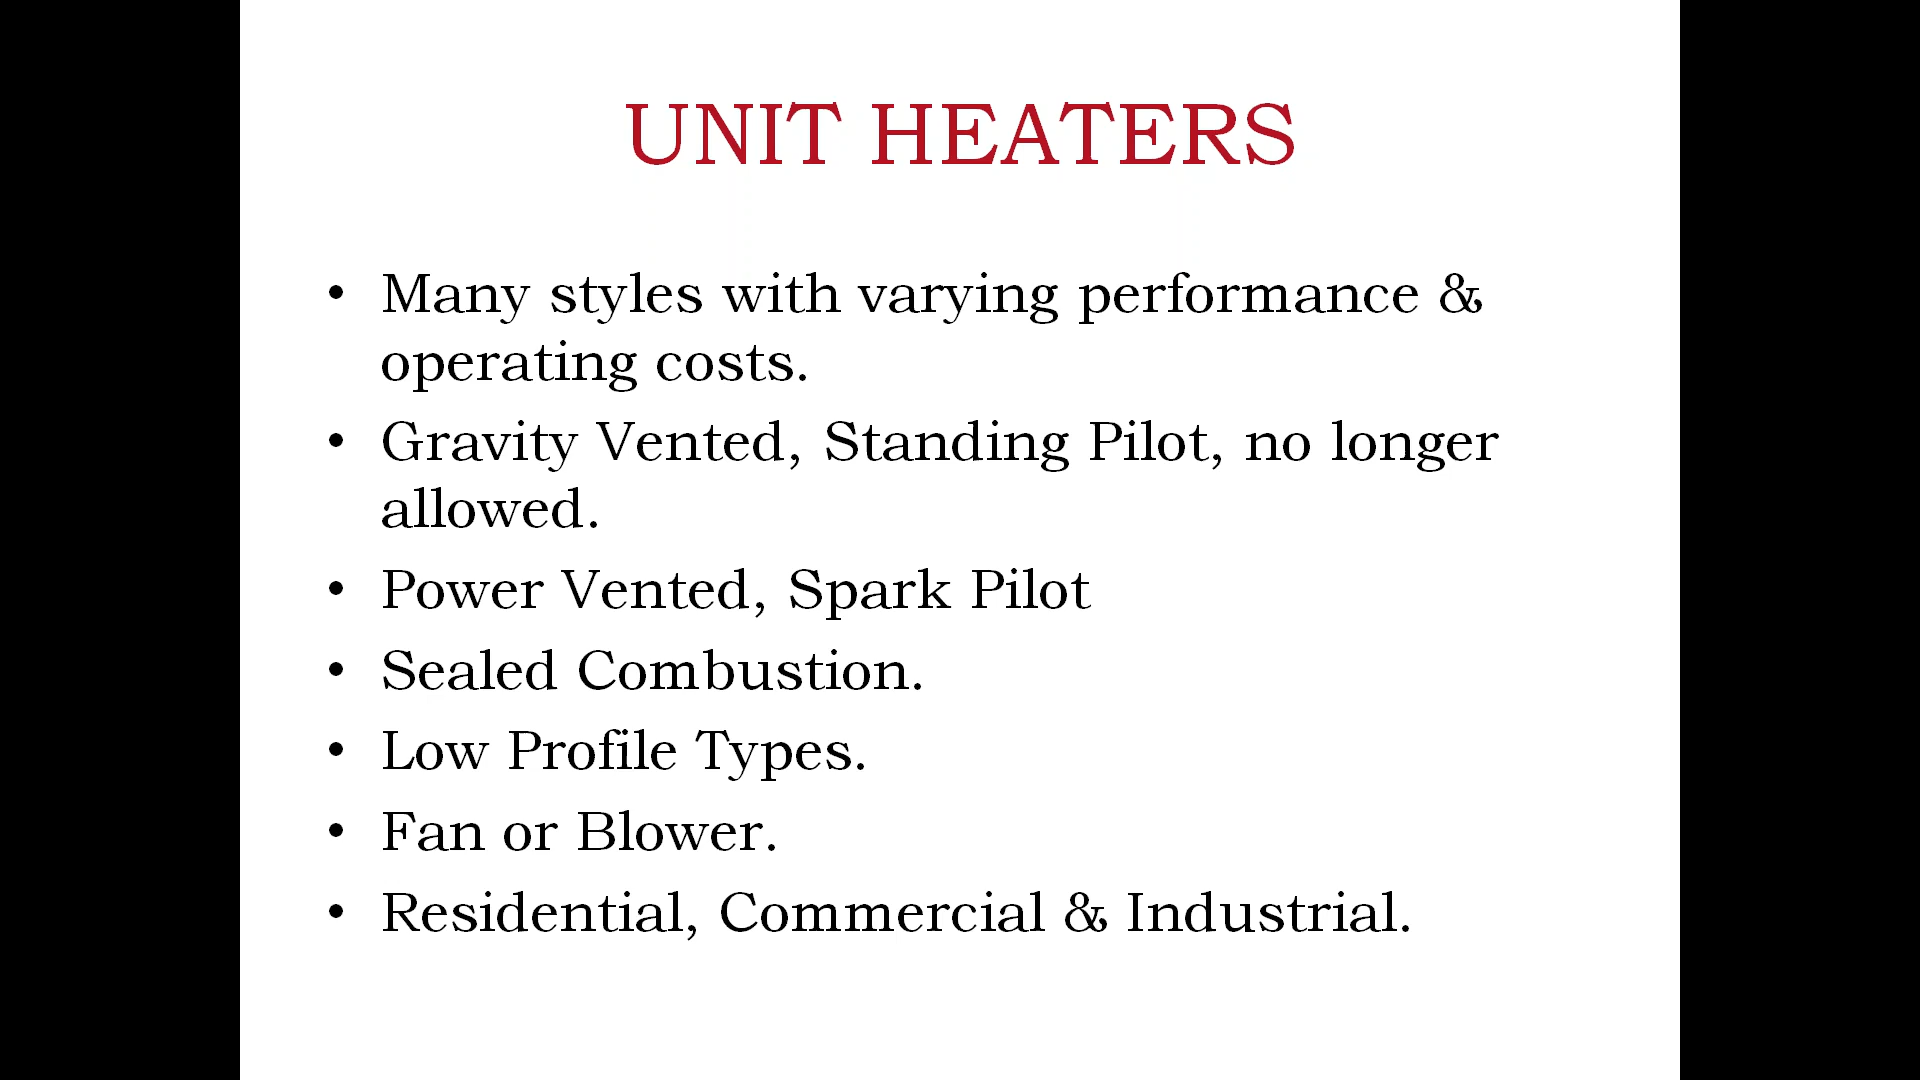 UNIT HEATERS
• Many styles with varying performance &
operating costs.
• Gravity Vented, Standing Pilot, no longer
allowed.
• Power Vented, Spark Pilot
• Sealed Combustion.
• Low Profile Types.
• Fan or Blower.
• Residential, Commercial & Industrial.